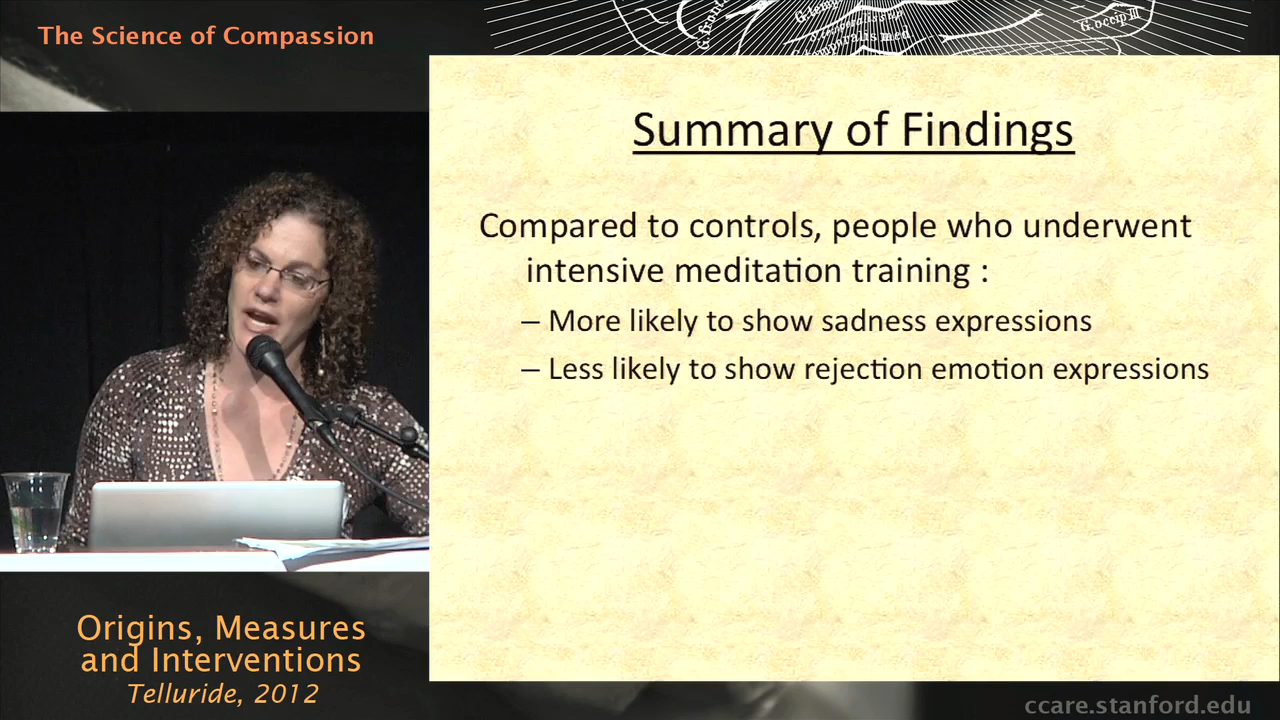 The Science of Compassion
G.occip III
Summary of Findings
Compared to controls, people who underwent
intensive meditation training :
– More likely to show sadness expressions
– Less likely to show rejection emotion expressions
Origins, Measures
and Interventions
Telluride, 2012
ccare.stanford.edu